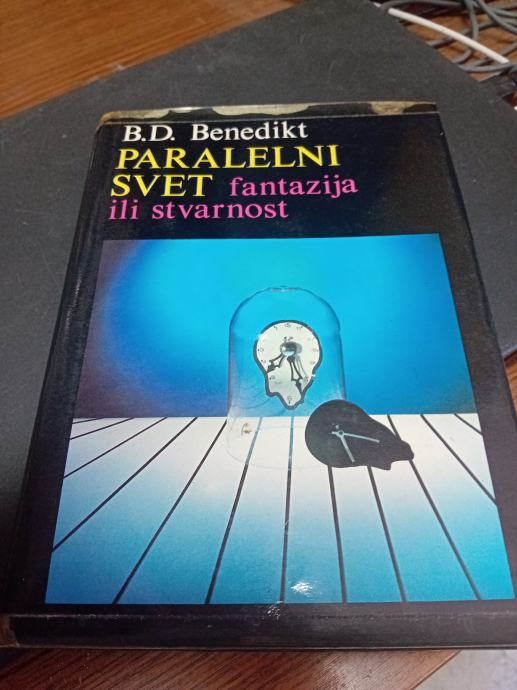 B.D. Benedikt
PARALELNI
SVET fantazija
ili stvarnost